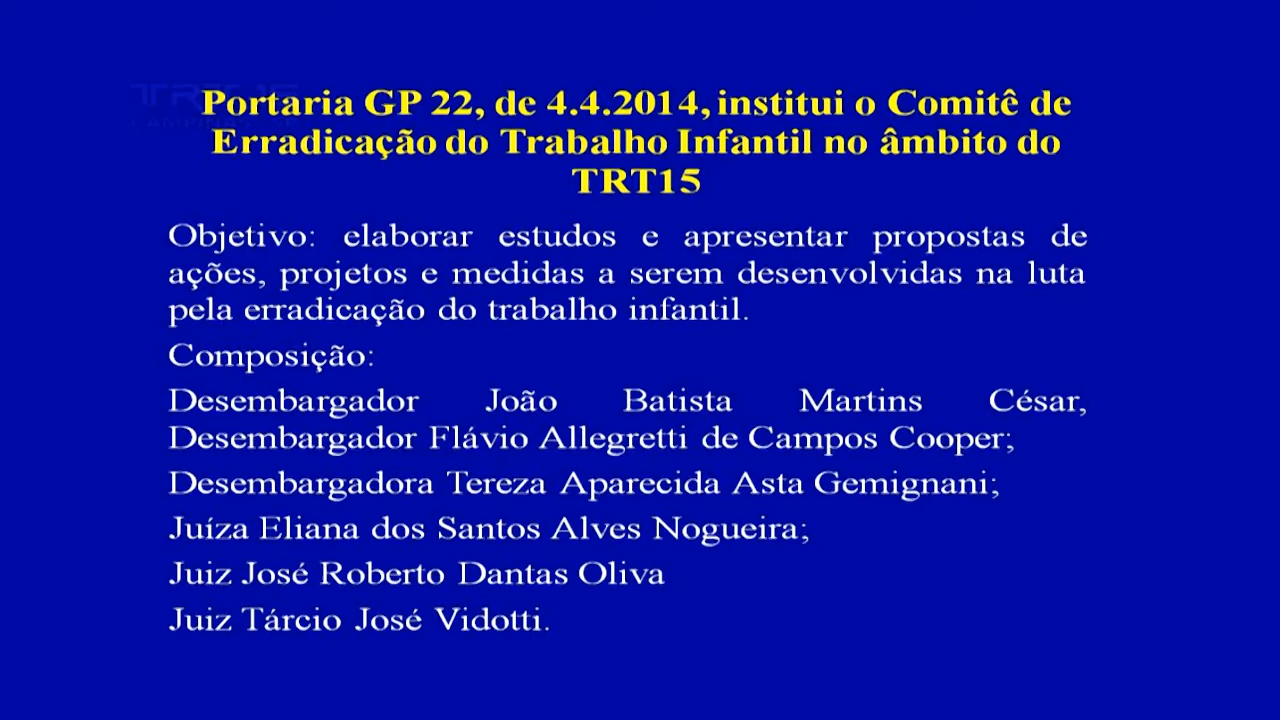 Portaria GP 22, de 4.4.2014, institui o Comitê de
Erradicação do Trabalho Infantil no âmbito do
TRT15
Objetivo: elaborar estudos e apresentar propostas de
ações, projetos e medidas a serem desenvolvidas na luta
pela erradicação do trabalho infantil.
Composição:
Desembargador João Batista Martins César,
Desembargador Flávio Allegretti de Campos Cooper;
Desembargadora Tereza Aparecida Asta Gemignani;
Juíza Eliana dos Santos Alves Nogueira;
Juiz José Roberto Dantas Oliva
Juiz Tárcio José Vidotti.